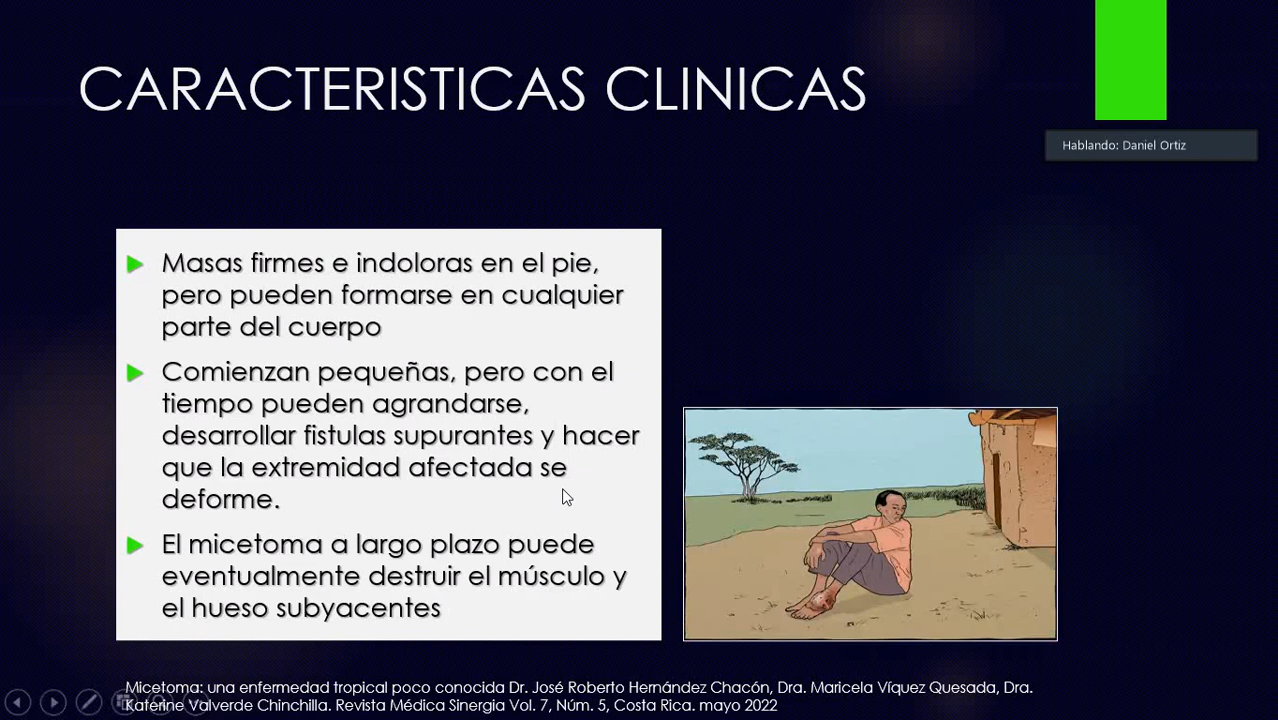 CARACTERISTICAS CLINICAS
Hablando: Daniel Ortiz
Masas firmes e indoloras en el pie,
pero pueden formarse en cualquier
parte del cuerpo
Comienzan pequeñas, pero con el
tiempo pueden agrandarse,
desarrollar fistulas supurantes y hacer
que la extremidad afectada se
deforme.
El micetoma a largo plazo puede
eventualmente destruir el músculo y
el hueso subyacentes
Micetoma: una enfermedad tropical poco conocida Dr. José Roberto Hernández Chacón, Dra. Maricela Víquez Quesada, Dra.
Katerine Valverde Chinchilla. Revista Médica Sinergia Vol. 7, Núm. 5, Costa Rica. mayo 2022